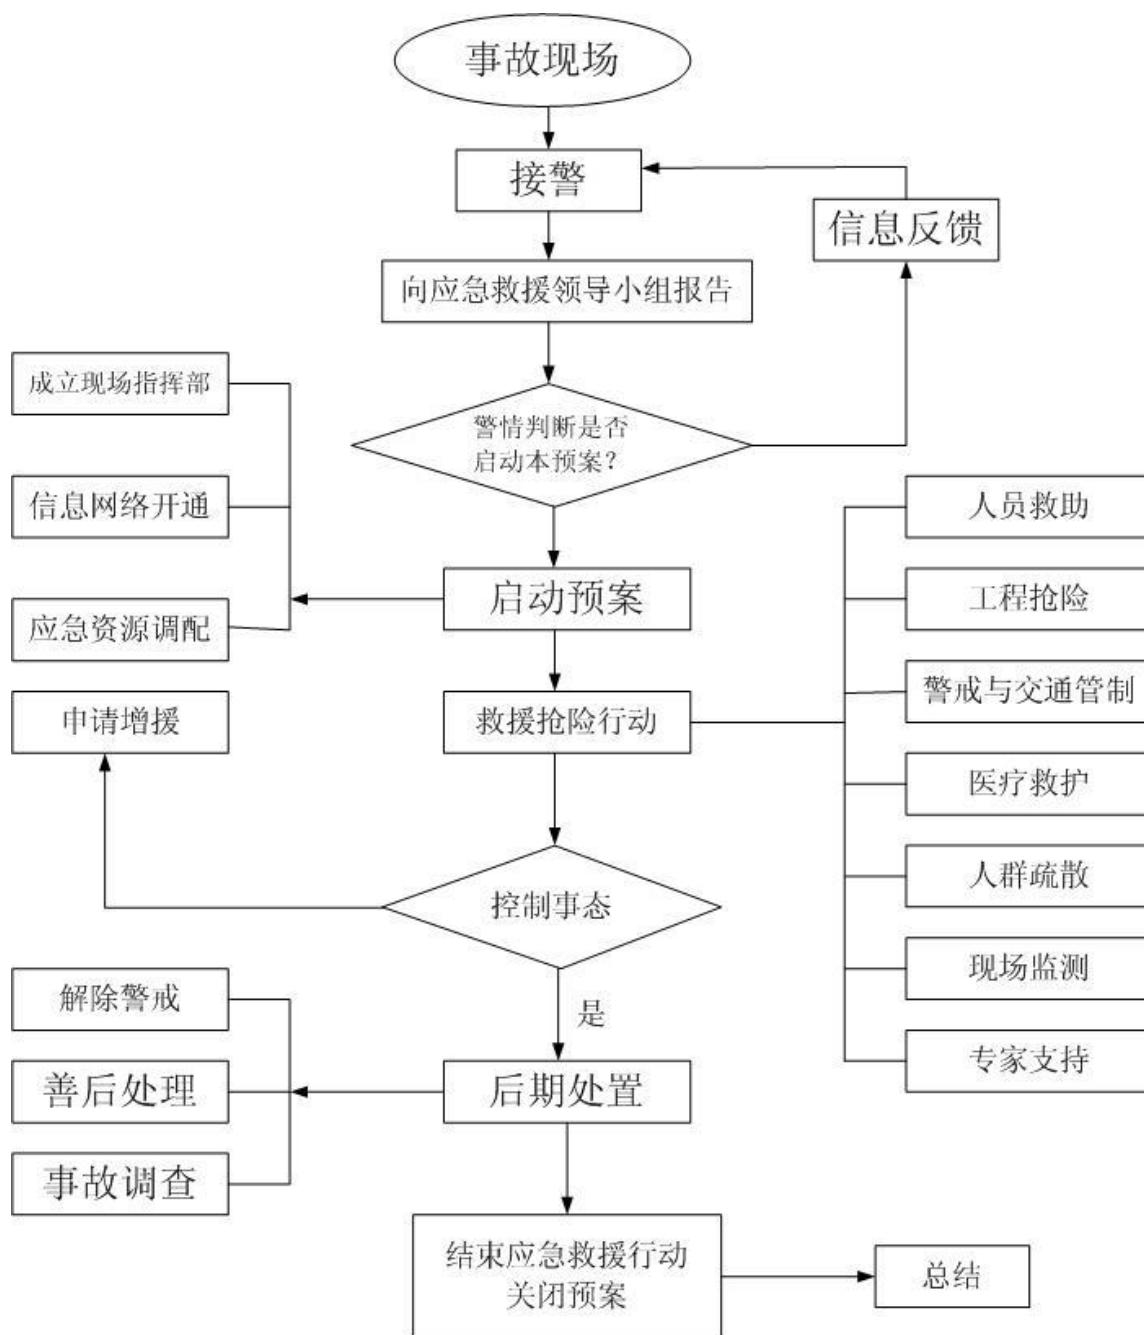 事故现场
接警
信息反馈
向应急救援领导小组报告
成立现场指挥部
警情判断是否
启动本预案？
信息网络开通
人员救助
启动预案
工程抢险
应急资源调配
警戒与交通管制
申请增援
救援抢险行动
医疗救护
人群疏散
控制事态
现场监测
解除警戒
是
专家支持
善后处理
后期处置
事故调查
结束应急救援行动
关闭预案
总结